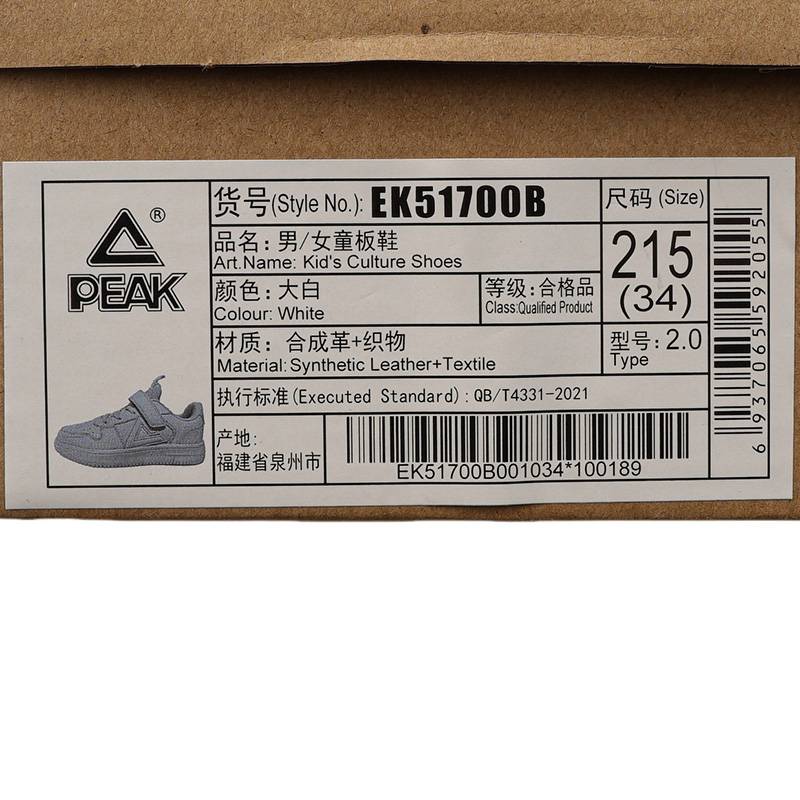 PEAK®
货号(Style No.): EK51700B
尺码 (Size)
品名: 男/女童板鞋
Art.Name: Kid's Culture Shoes
215
(34)
颜色: 大白
Colour: White
等级: 合格品
Class:Qualified Product
材质: 合成革+织物
Material:Synthetic Leather+Textile
型号: 2.0
Type
执行标准(Executed Standard): QB/T4331-2021
产地:
福建省泉州市
EK51700B001034*100189
6937065592055